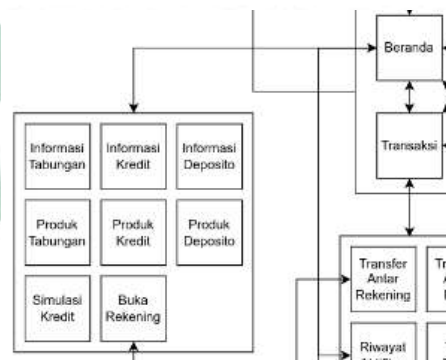 Beranda
Transaksi
Informasi
Tabungan
Informasi
Kredit
Informasi
Deposito
Produk
Tabungan
Produk
Kredit
Produk
Deposito
Simulasi
Kredit
Buka
Rekening
Transfer
Antar
Rekening
Riwayat